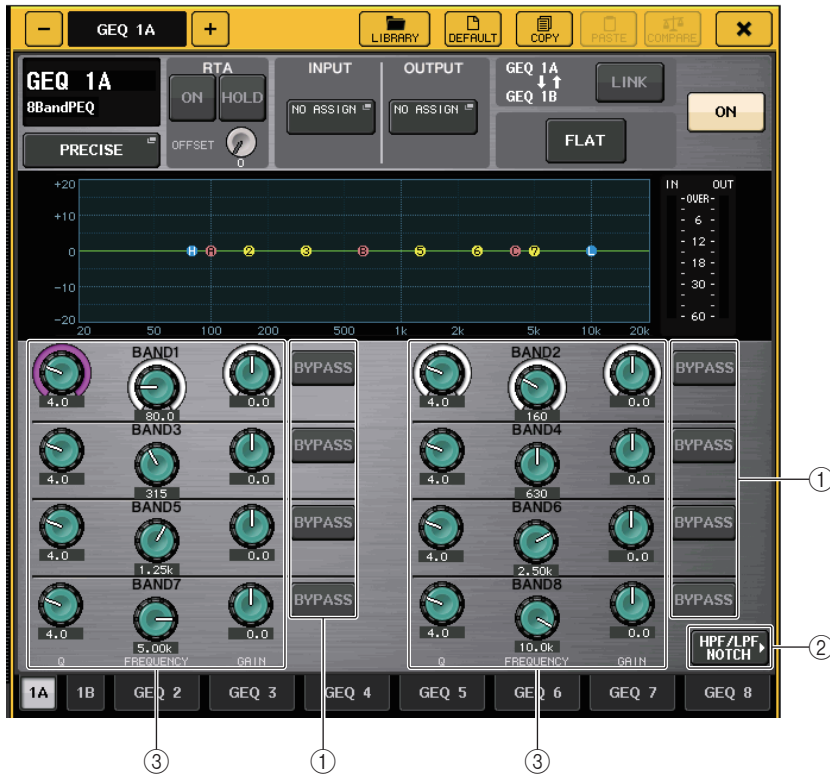 − GEQ 1A + LIBRARY DEFAULT COPY PASTE COMPARE ×
GEQ 1A
8BandPEQ
PRECISE
RTA
ON HOLD
OFFSET
0
INPUT
NO ASSIGN
OUTPUT
NO ASSIGN
GEQ 1A
↓↑
GEQ 1B
LINK
FLAT
ON
+20
+10
0
−10
−20
20 50 100 200 500 1k 2k 5k 10k 20k
H A 2 3 B 5 6 C 7 L
IN OUT
-OVER-
6
12
18
30
60
BAND1
4.0 80.0 0.0
BYPASS
BAND2
4.0 160 0.0
BYPASS
BAND3
4.0 315 0.0
BYPASS
BAND4
4.0 630 0.0
BYPASS
BAND5
4.0 1.25k 0.0
BYPASS
BAND6
4.0 2.50k 0.0
BYPASS
BAND7
4.0 5.00k 0.0
BYPASS
BAND8
4.0 10.0k 0.0
BYPASS
Q FREQUENCY GAIN
Q FREQUENCY GAIN
HPF/LPF
NOTCH
1A 1B GEQ 2 GEQ 3 GEQ 4 GEQ 5 GEQ 6 GEQ 7 GEQ 8
①
②
③ ① ③